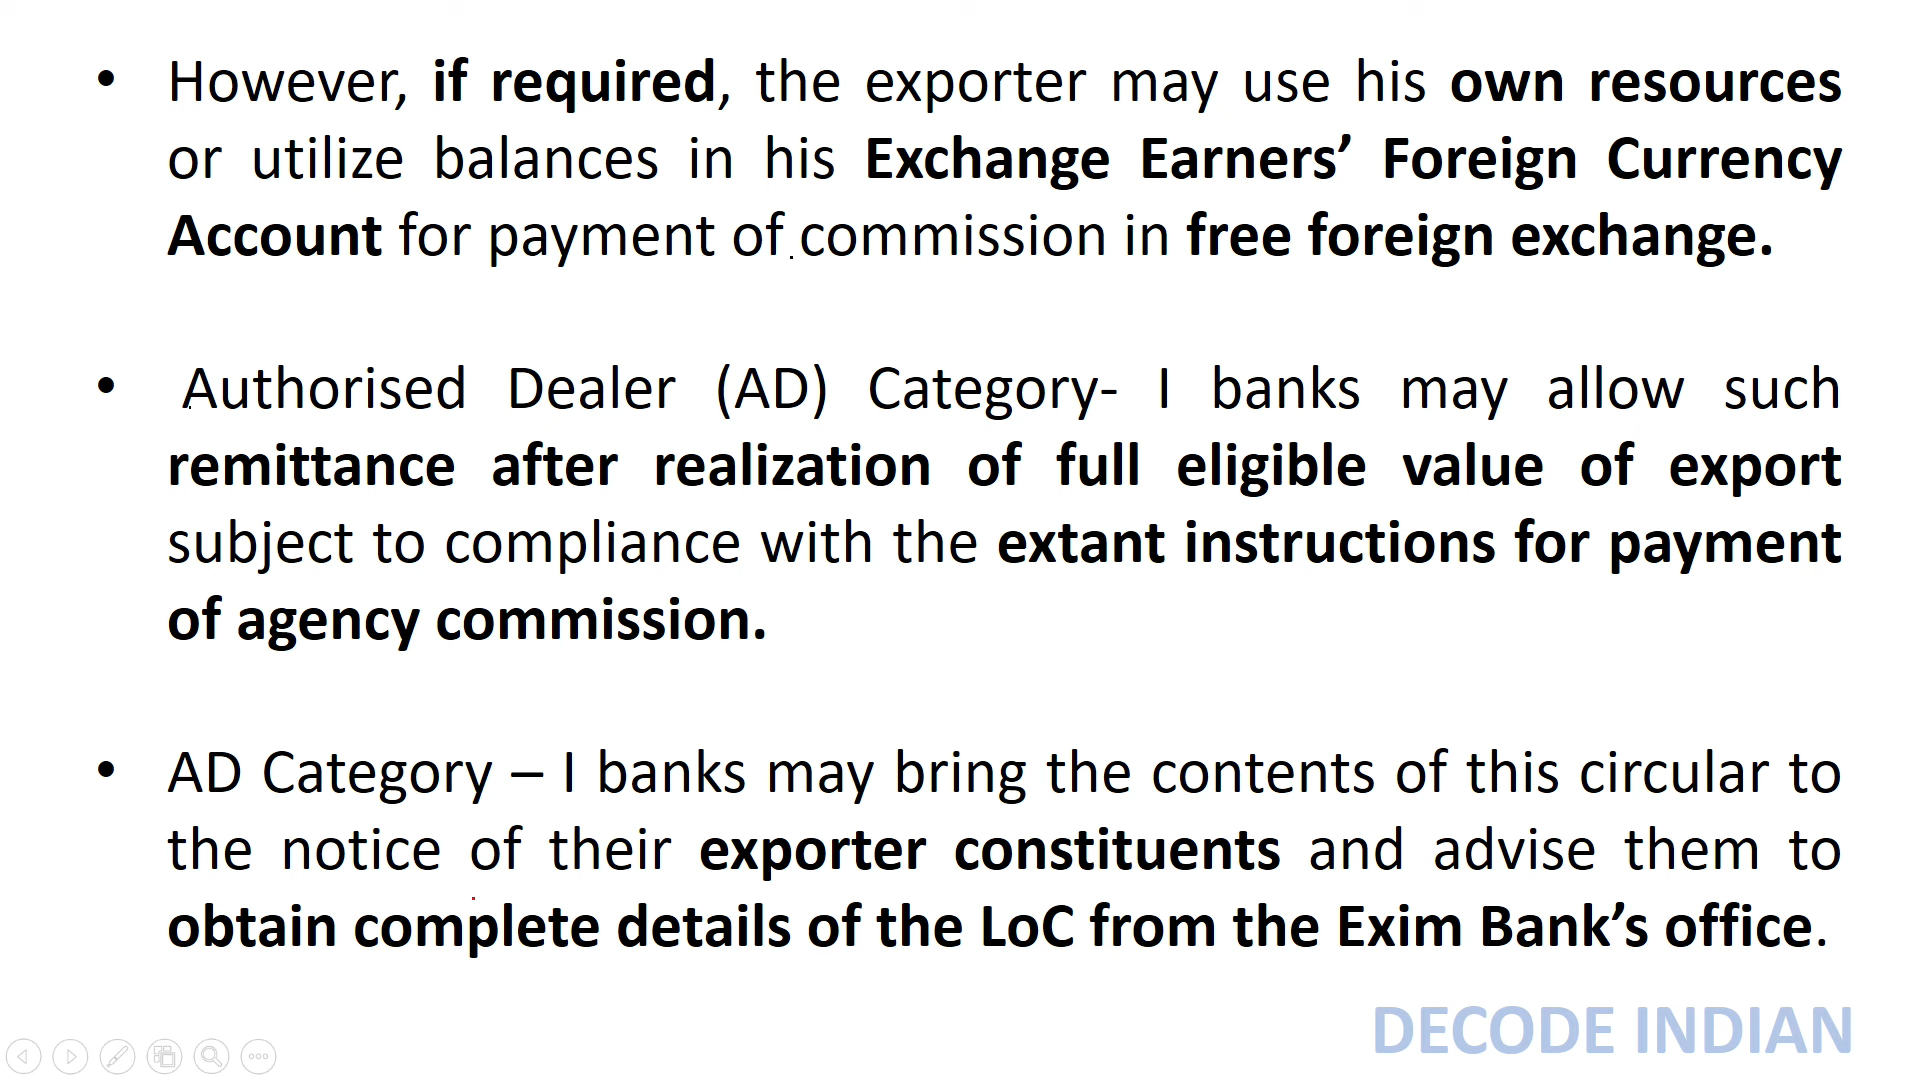 • However, if required, the exporter may use his own resources
or utilize balances in his Exchange Earners’ Foreign Currency
Account for payment of commission in free foreign exchange.
• Authorised Dealer (AD) Category- I banks may allow such
remittance after realization of full eligible value of export
subject to compliance with the extant instructions for payment
of agency commission.
• AD Category – I banks may bring the contents of this circular to
the notice of their exporter constituents and advise them to
obtain complete details of the LoC from the Exim Bank’s office.
DECODE INDIAN